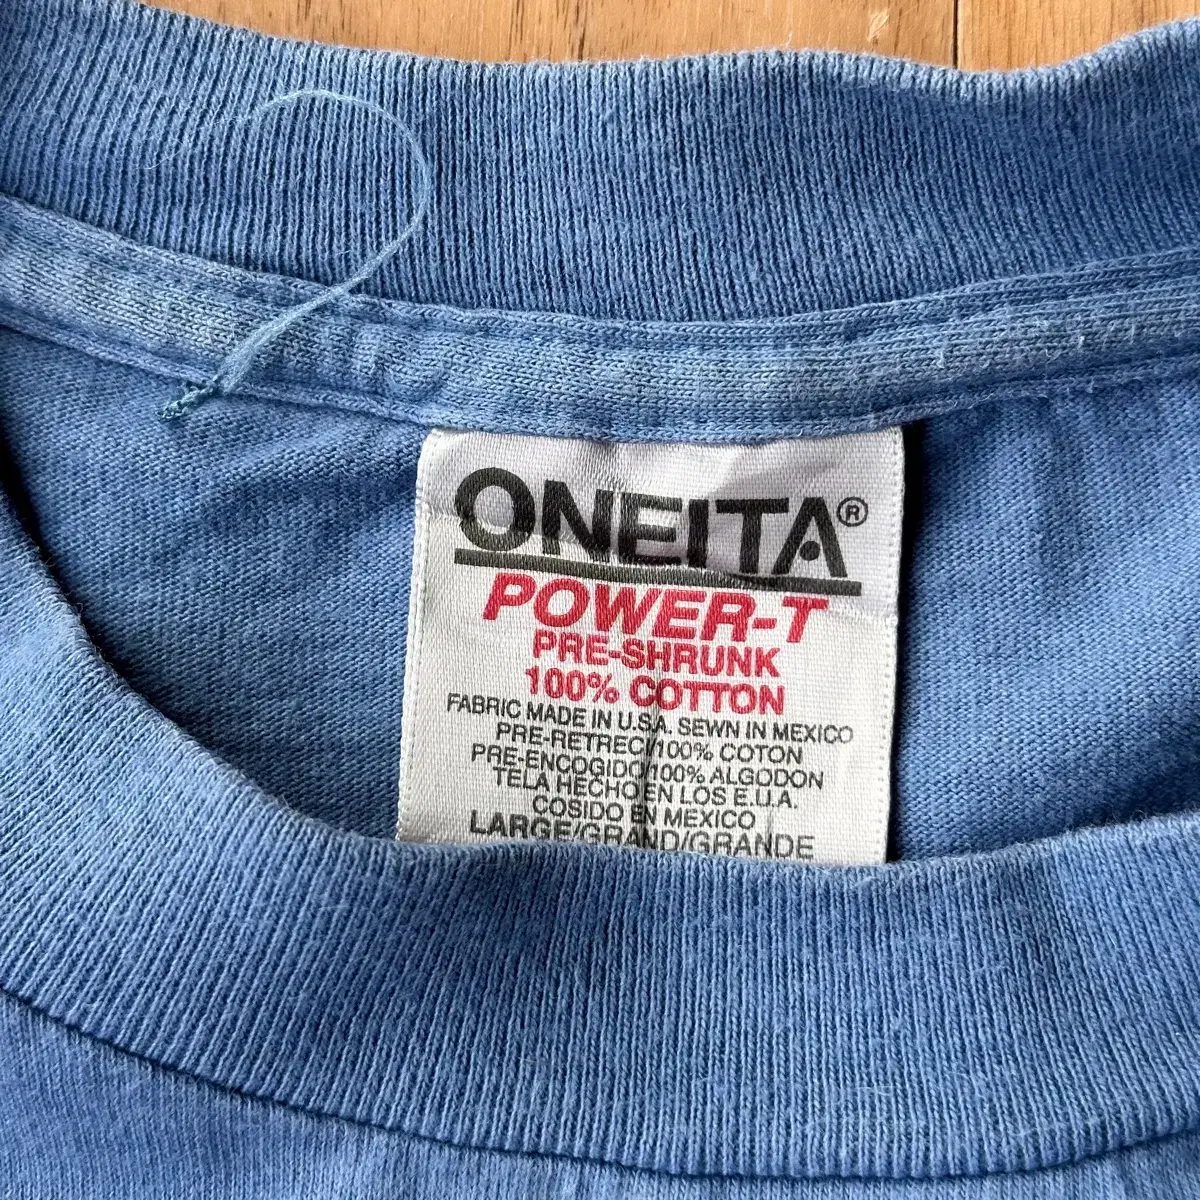 ONEITA®
POWER-T
PRE-SHRUNK
100% COTTON
FABRIC MADE IN U.S.A. SEWN IN MEXICO
PRE-RETRECI/100% COTON
PRE-ENCOGIDO/100% ALGODON
TELA HECHO EN LOS E.U.A.
COSIDO EN MEXICO
LARGE/GRAND/GRANDE